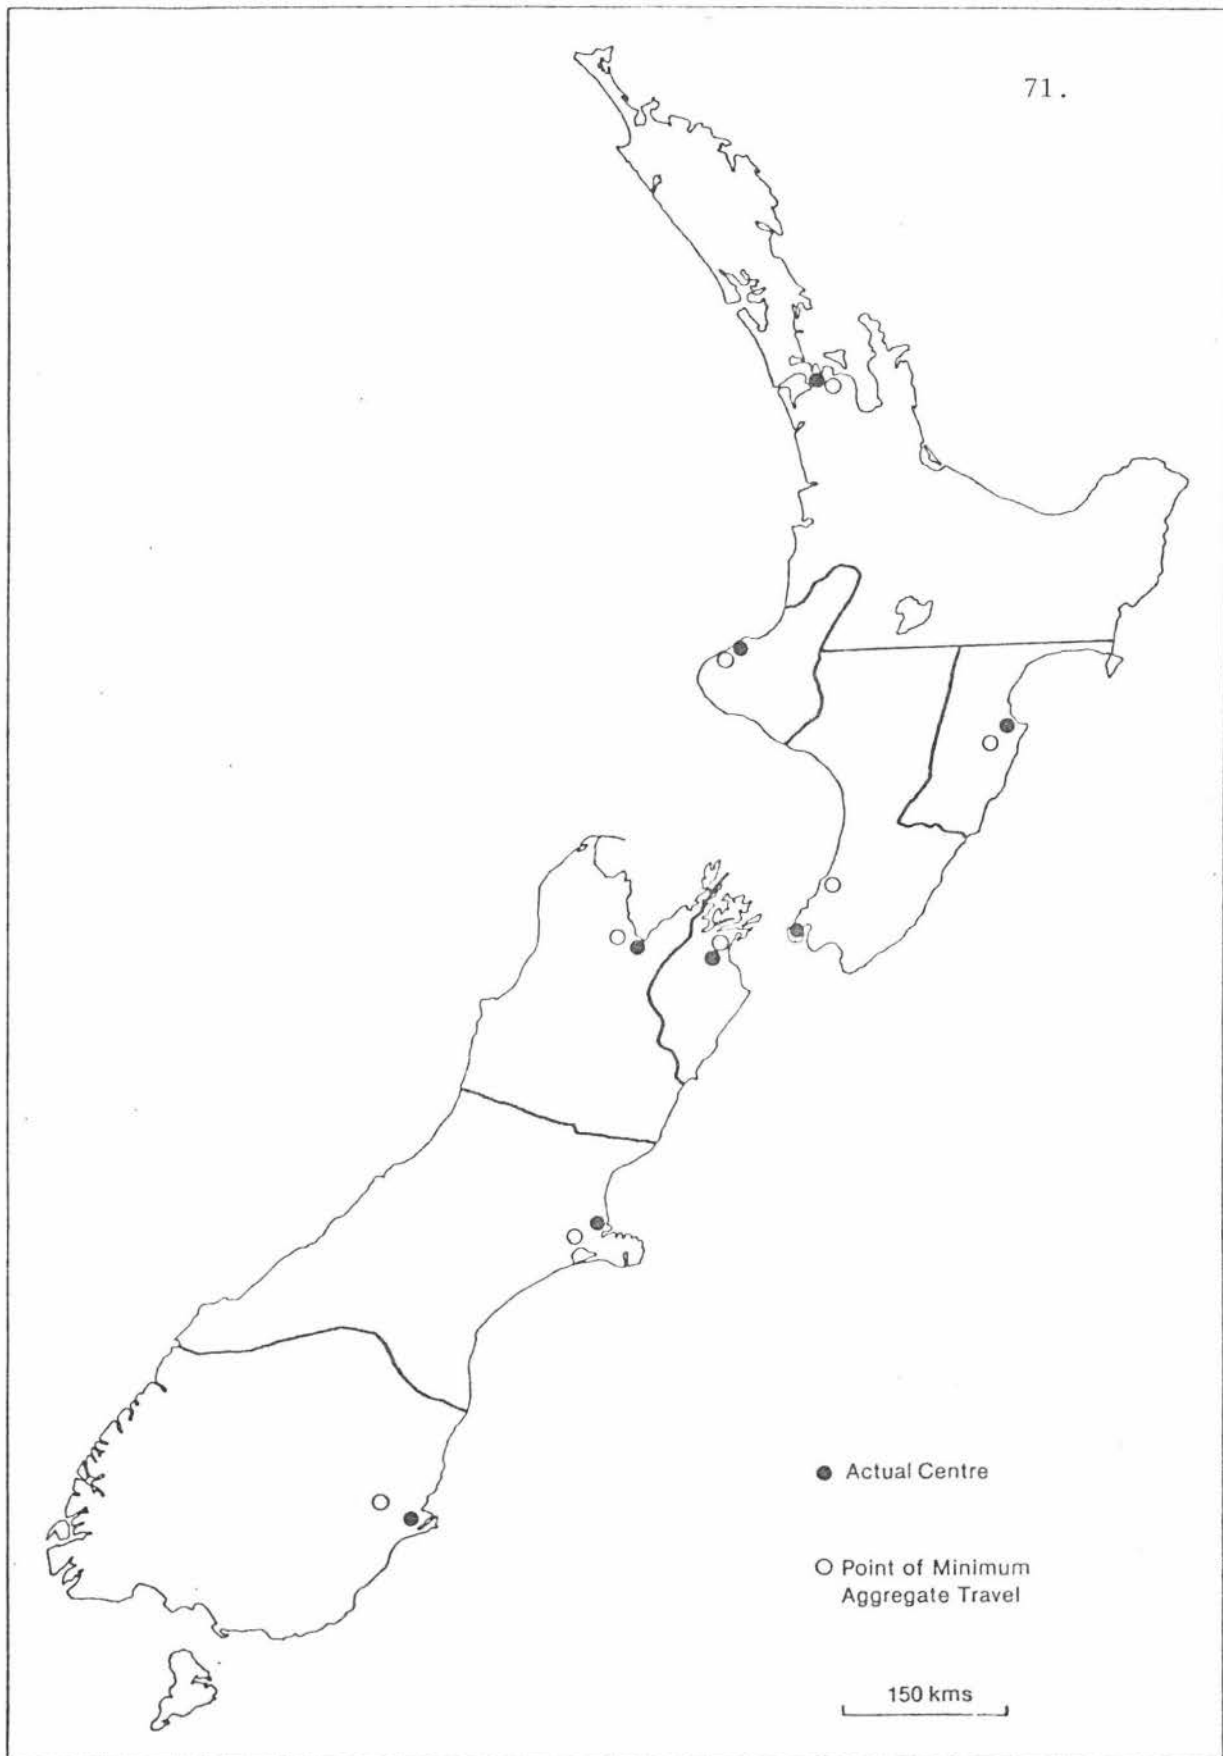 71.
Actual Centre
Point of Minimum
Aggregate Travel
150 kms